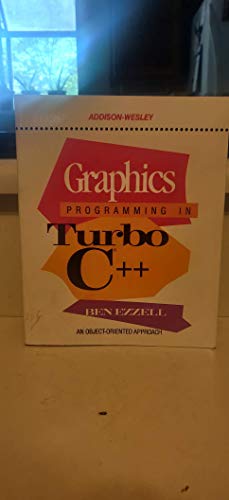 ADDISON-WESLEY
Graphics
PROGRAMMING IN
Turbo
C++
BEN EZZELL
AN OBJECT-ORIENTED APPROACH